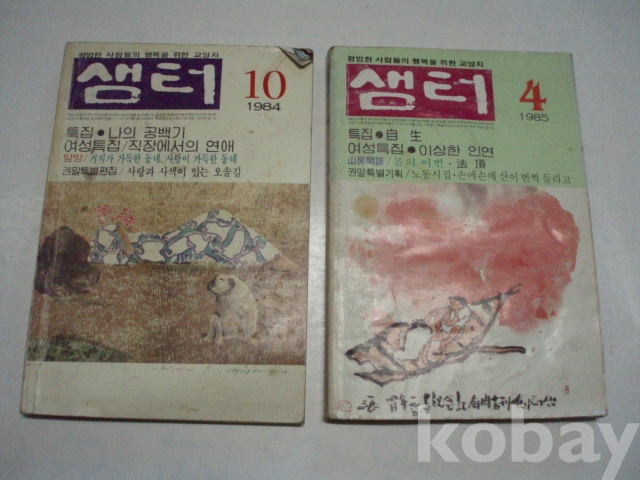 평범한 사람들의 행복을 위한 교양지
샘터
10
1984
특집●나의 공백기
여성특집/직장에서의 연애
탐방/거지가 가득한 동네, 사랑이 가득한 동네
권말특별편집/사랑과 사색이 있는 오솔길
평범한 사람들의 행복을 위한 교양지
샘터
4
1985
특집●自生
여성특집●이상한 인연
山房閑談/봄의 여변·法頂
권말특별기획/노동시집·손에손에 산이 번쩍 들리고
kobay